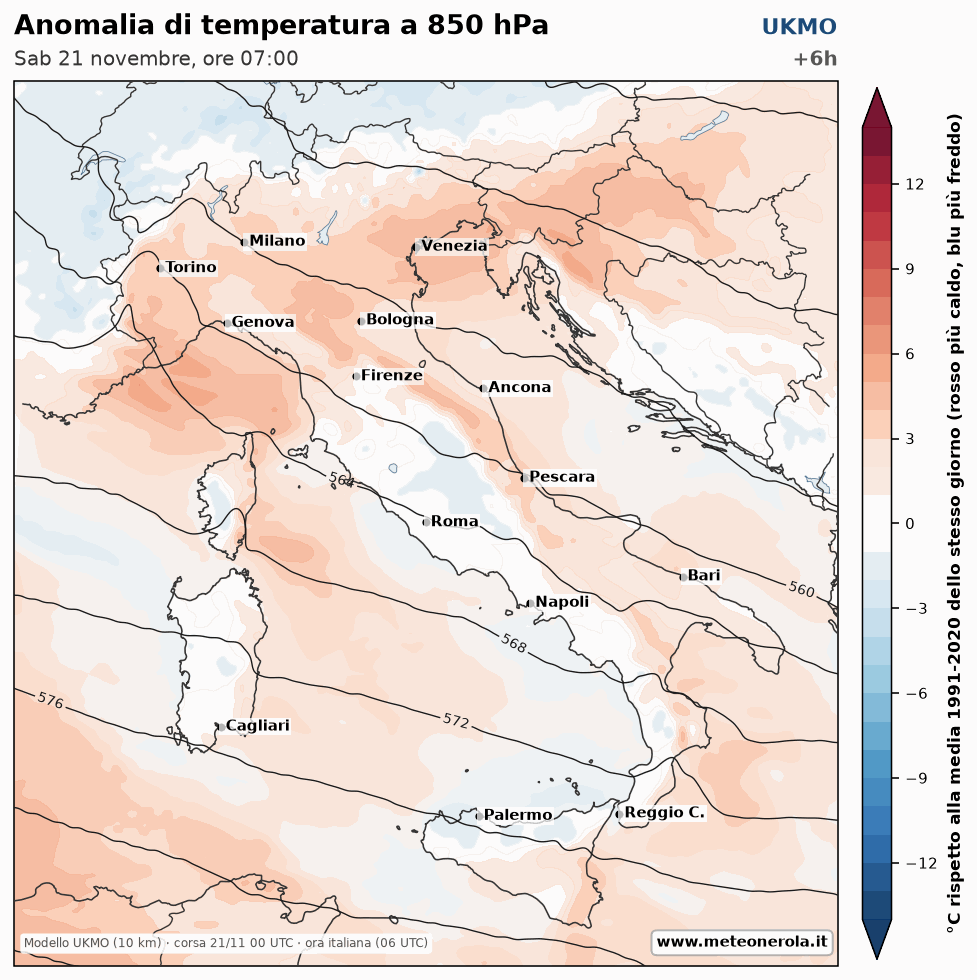 Anomalia di temperatura a 850 hPa
UKMO
Sab 21 novembre, ore 07:00
+6h
Milano
Venezia
Torino
Genova
Bologna
Firenze
Ancona
564
Pescara
Roma
Bari
560
Napoli
568
576
572
Cagliari
Palermo
Reggio C.
Modello UKMO (10 km) · corsa 21/11 00 UTC · ora italiana (06 UTC)
www.meteonerola.it
12
9
6
3
0
−3
−6
−9
−12
°C rispetto alla media 1991-2020 dello stesso giorno (rosso più caldo, blu più freddo)